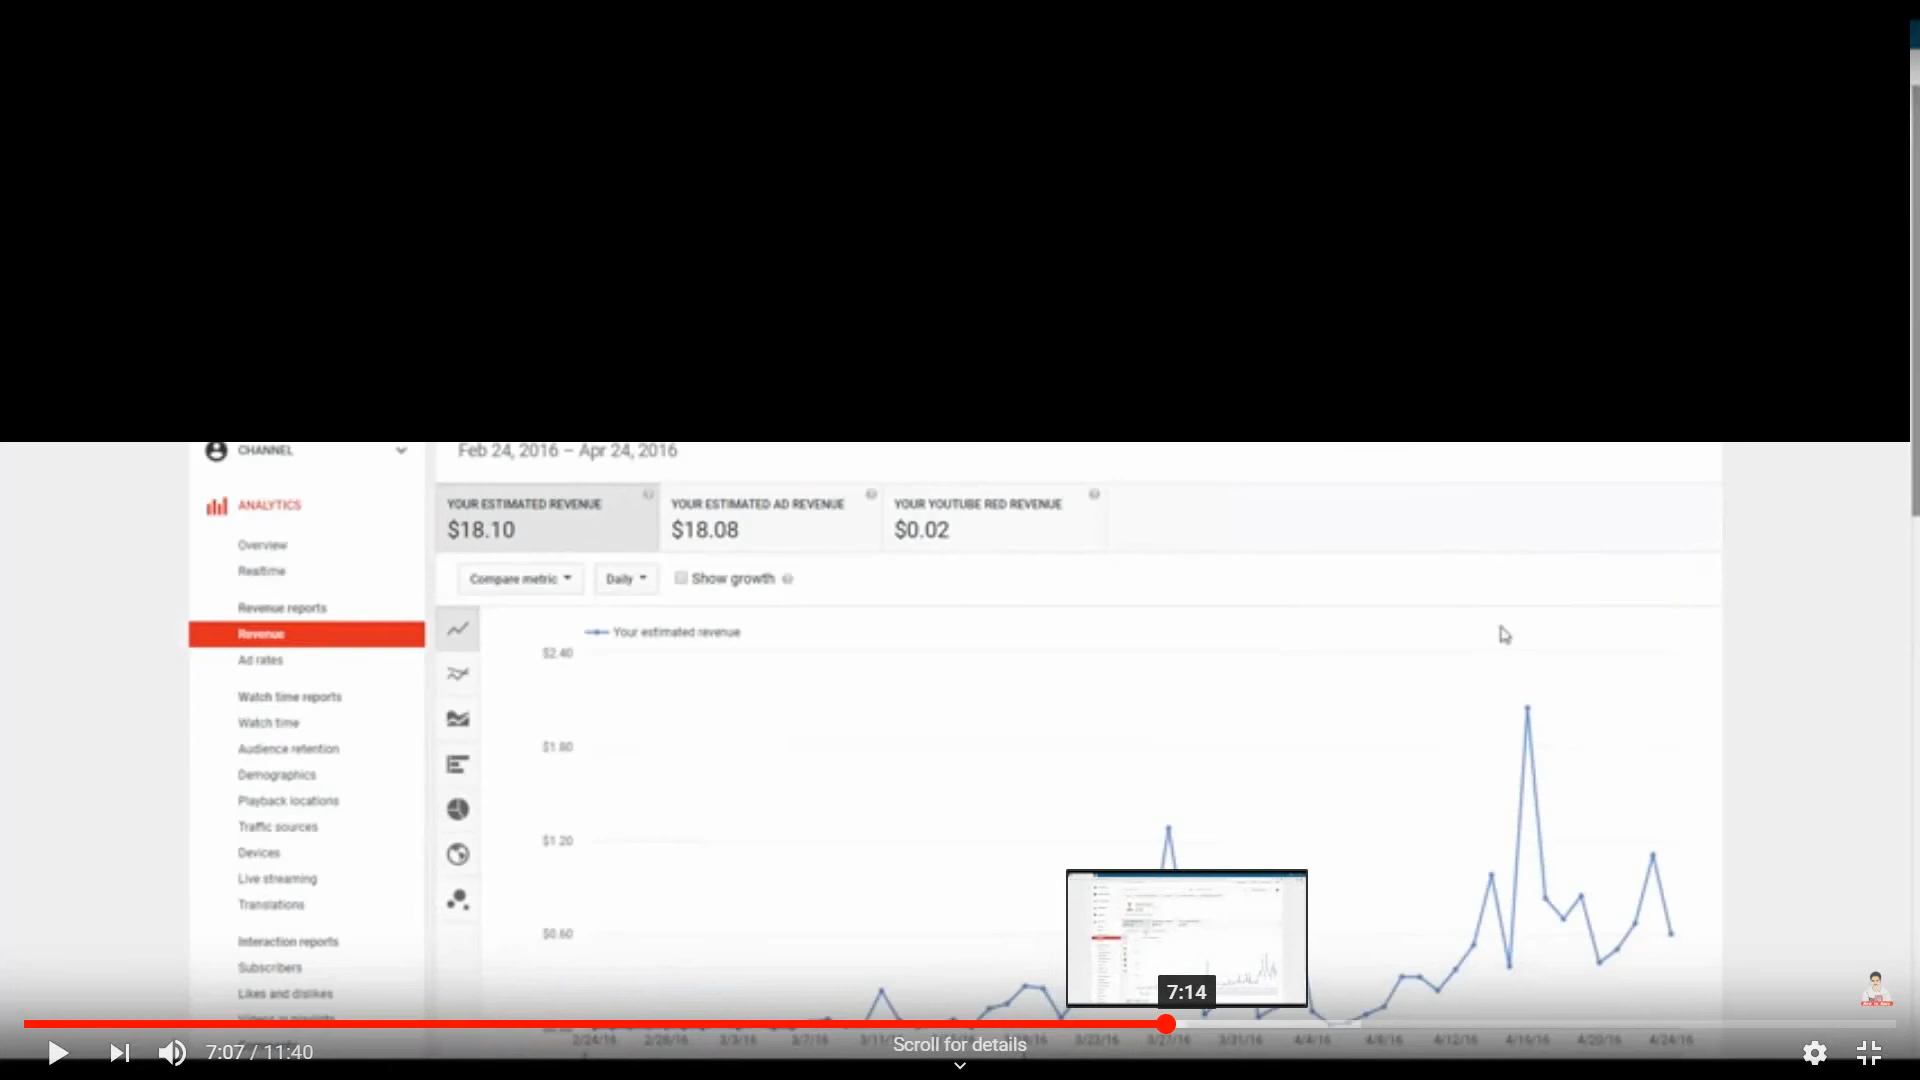 CHANNEL
Feb 24, 2016 – Apr 24, 2016
ANALYTICS
YOUR ESTIMATED REVENUE
$18.10
YOUR ESTIMATED AD REVENUE
$18.08
YOUR YOUTUBE RED REVENUE
$0.02
Overview
Realtime
Compare metric
Daily
Show growth
Revenue reports
Revenue
Ad rates
Your estimated revenue
$2.40
$1.80
$1.20
$0.60
Watch time reports
Watch time
Audience retention
Demographics
Playback locations
Traffic sources
Devices
Live streaming
Translations
Interaction reports
Subscribers
Likes and dislikes
Videos in playlists
7:14
2/24/16 2/28/16 3/3/16 3/7/16 3/23/16 3/27/16 3/31/16 4/4/16 4/8/16 4/12/16 4/16/16 4/20/16 4/24/16
7:07 / 11:40
Scroll for details